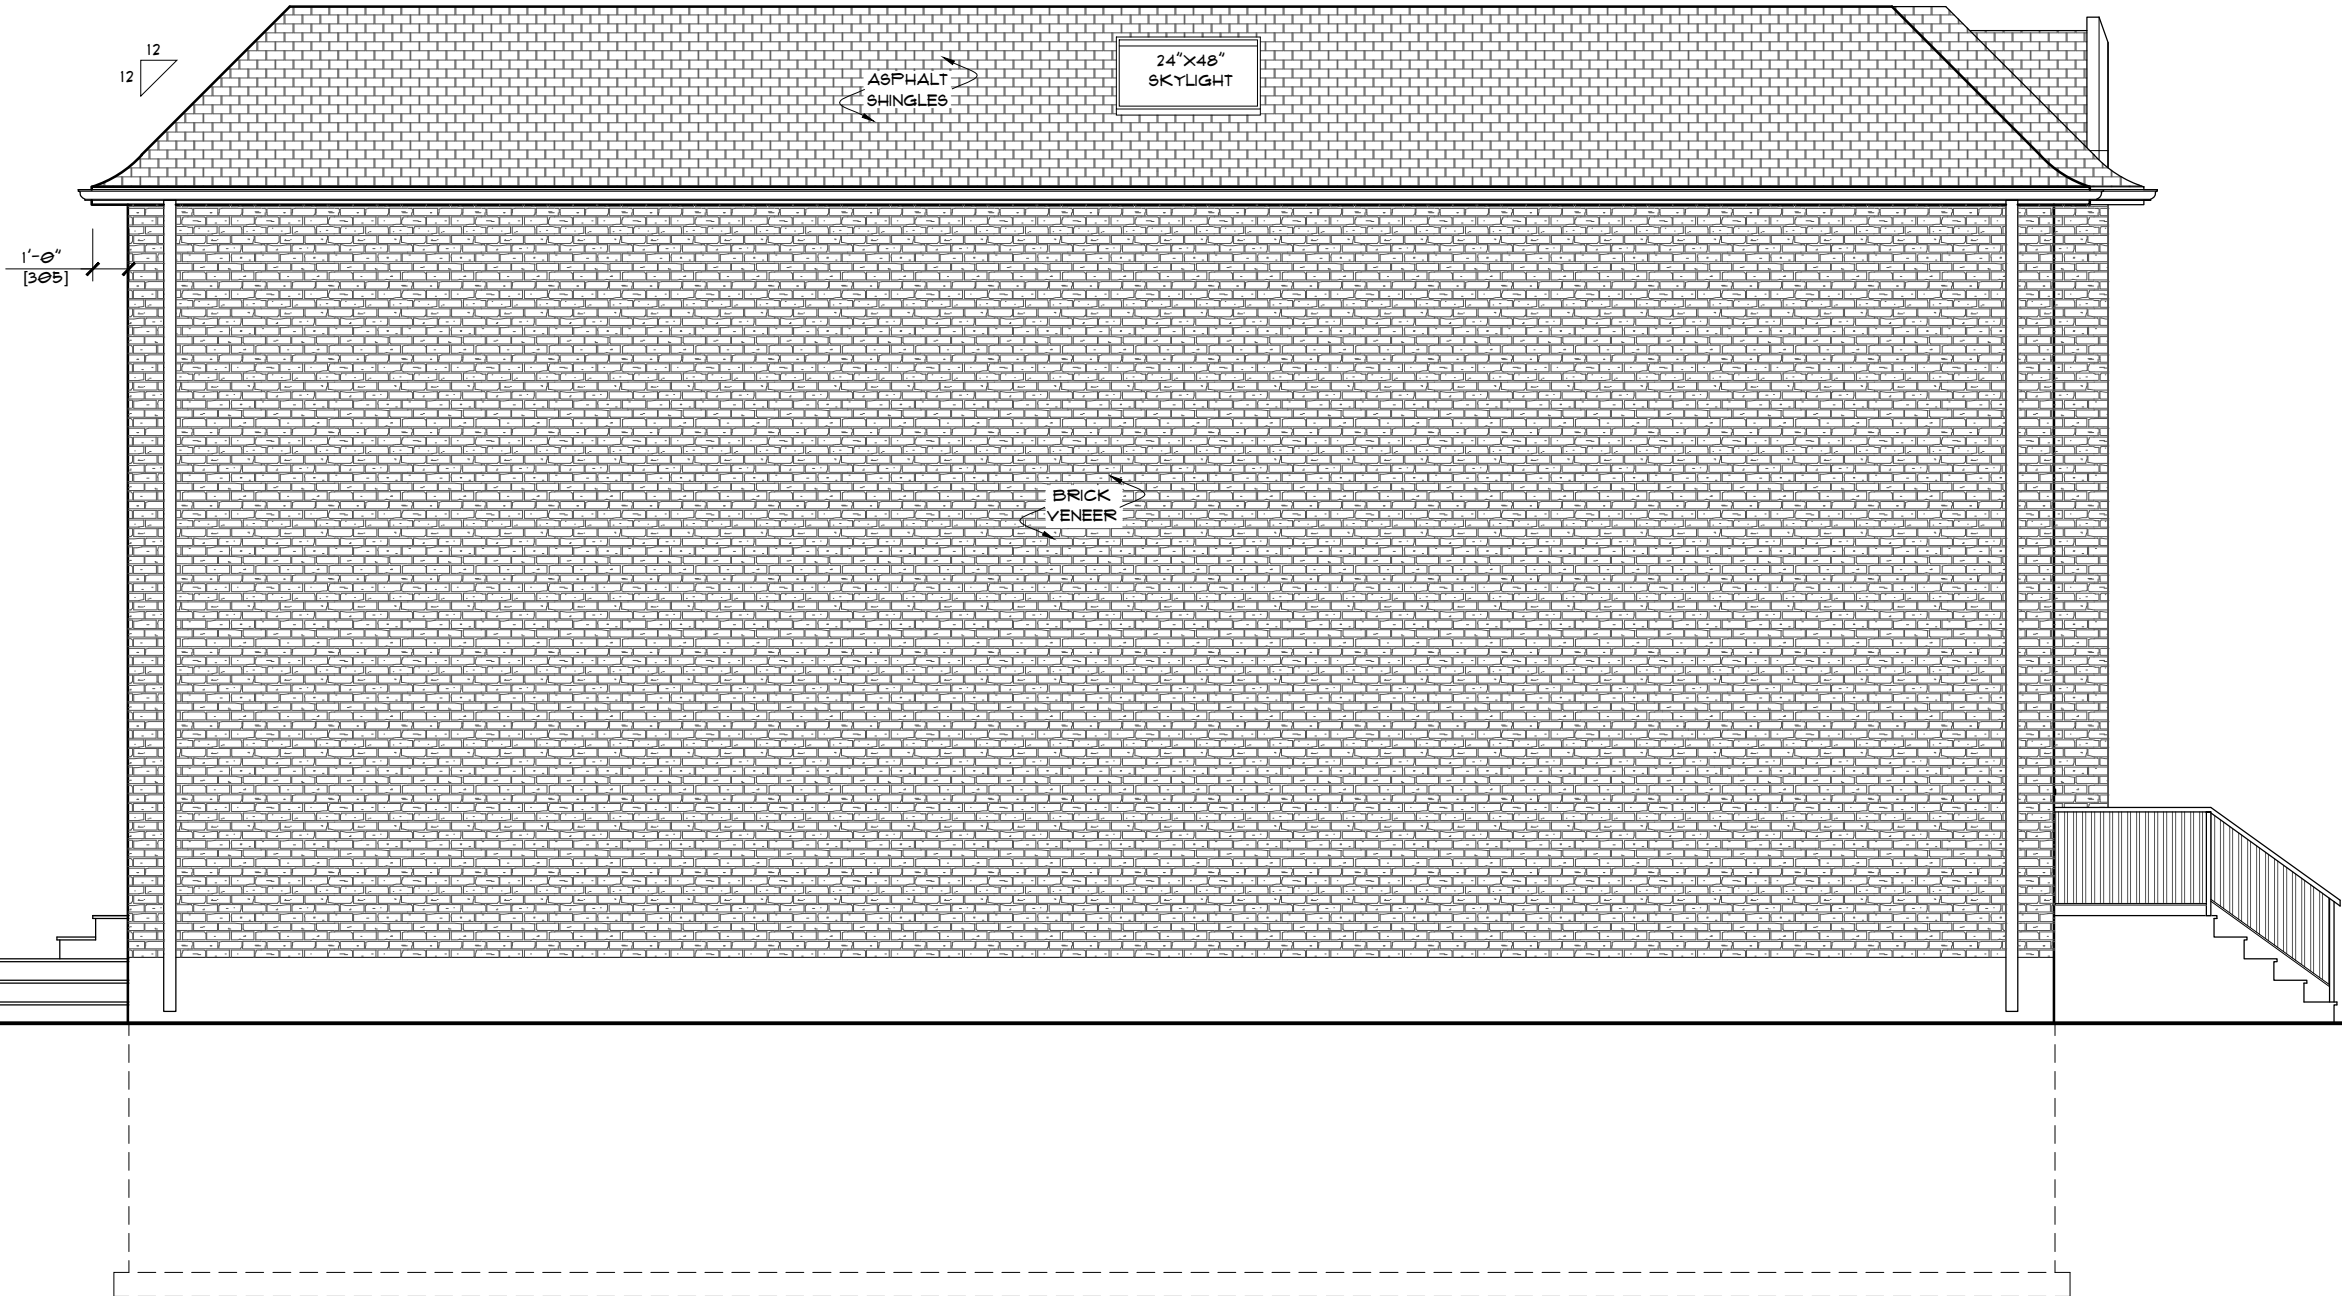 12
12
ASPHALT
SHINGLES
24"X48"
SKYLIGHT
1'-0"
[305]
BRICK
VENEER